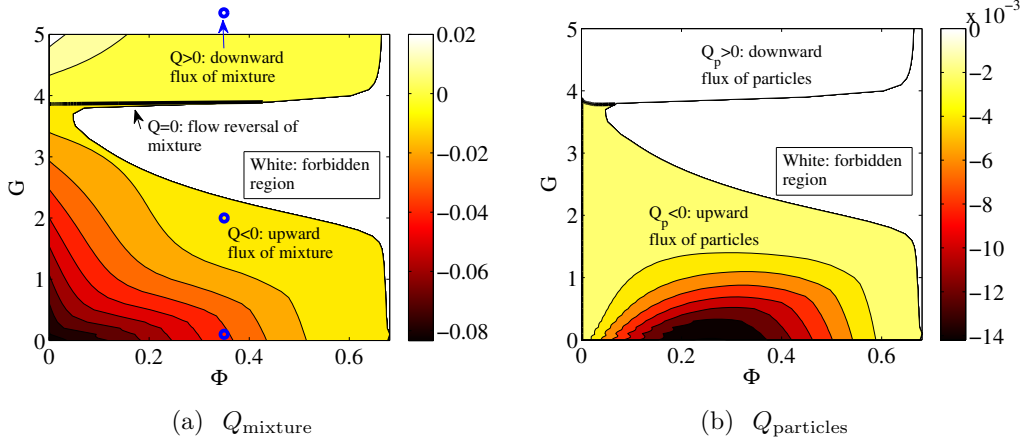 5
4
3
2
1
0
G
0
0.2
0.4
0.6
Φ
Q>0: downward
flux of mixture
Q=0: flow reversal of
mixture
White: forbidden
region
Q<0: upward
flux of mixture
0.02
0
−0.02
−0.04
−0.06
−0.08
(a) Q_mixture
5
4
3
2
1
0
G
0
0.2
0.4
0.6
Φ
Q_p>0: downward
flux of particles
White: forbidden
region
Q_p<0: upward
flux of particles
x 10^−3
0
−2
−4
−6
−8
−10
−12
−14
(b) Q_particles